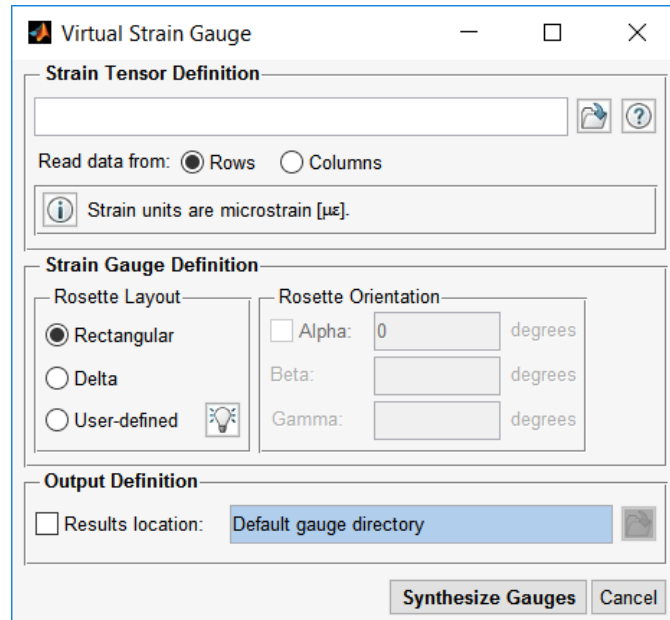 Virtual Strain Gauge
Strain Tensor Definition
Read data from: Rows Columns
Strain units are microstrain [µε].
Strain Gauge Definition
Rosette Layout
Rectangular
Delta
User-defined
Rosette Orientation
Alpha: 0 degrees
Beta: degrees
Gamma: degrees
Output Definition
Results location: Default gauge directory
Synthesize Gauges Cancel